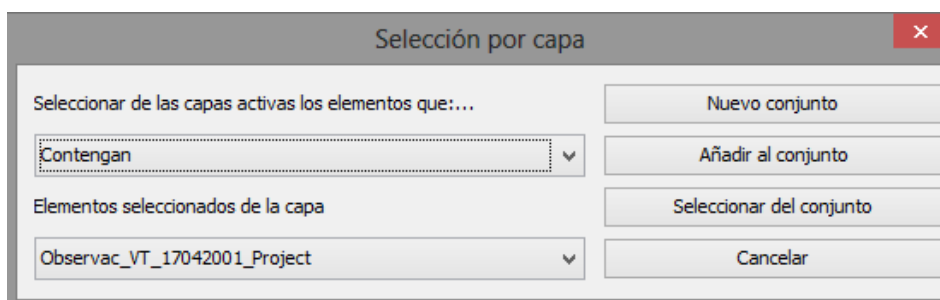 Selección por capa
Seleccionar de las capas activas los elementos que:...
Nuevo conjunto
Contengan
Añadir al conjunto
Elementos seleccionados de la capa
Seleccionar del conjunto
Observac_VT_17042001_Project
Cancelar